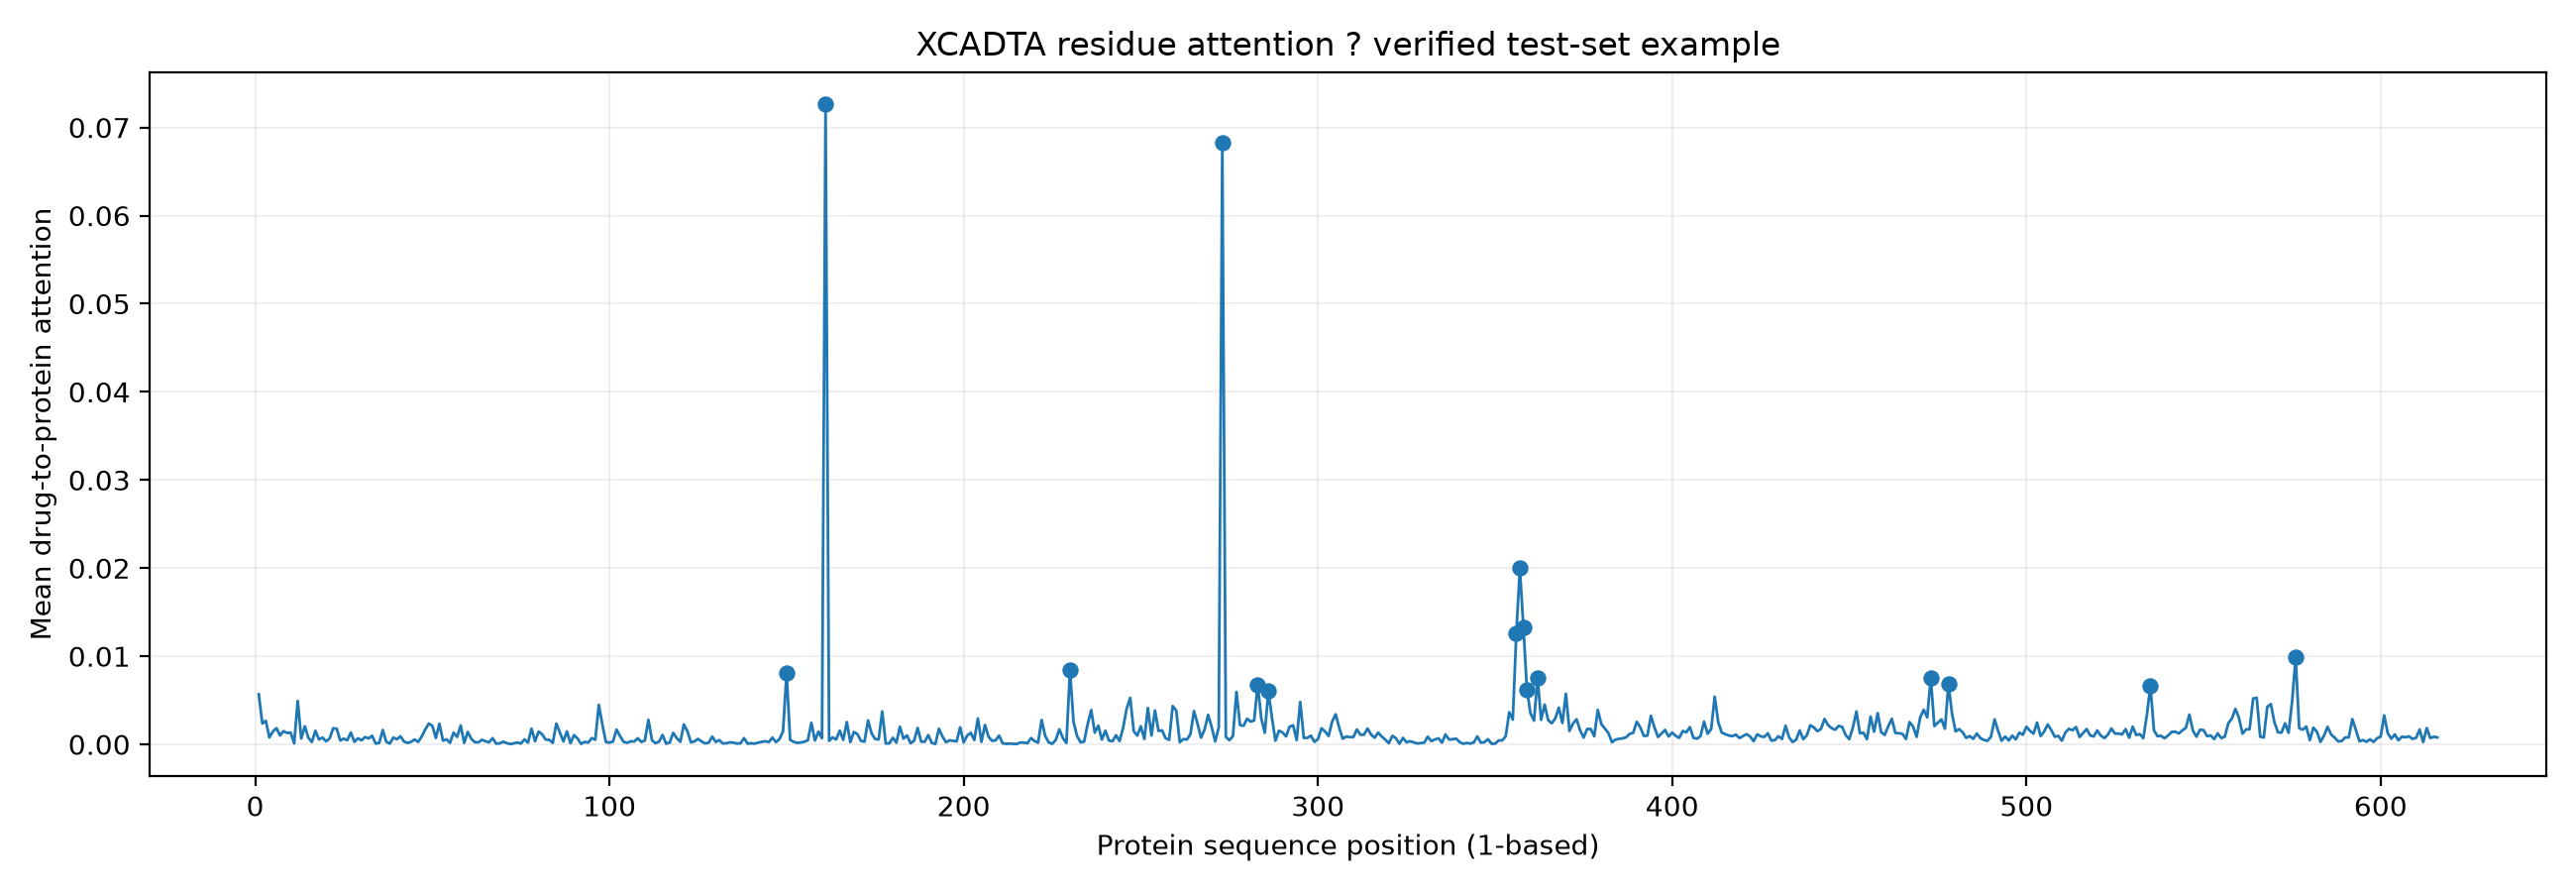 XCADTA residue attention ? verified test-set example
Mean drug-to-protein attention
0.07
0.06
0.05
0.04
0.03
0.02
0.01
0.00
0 100 200 300 400 500 600
Protein sequence position (1-based)